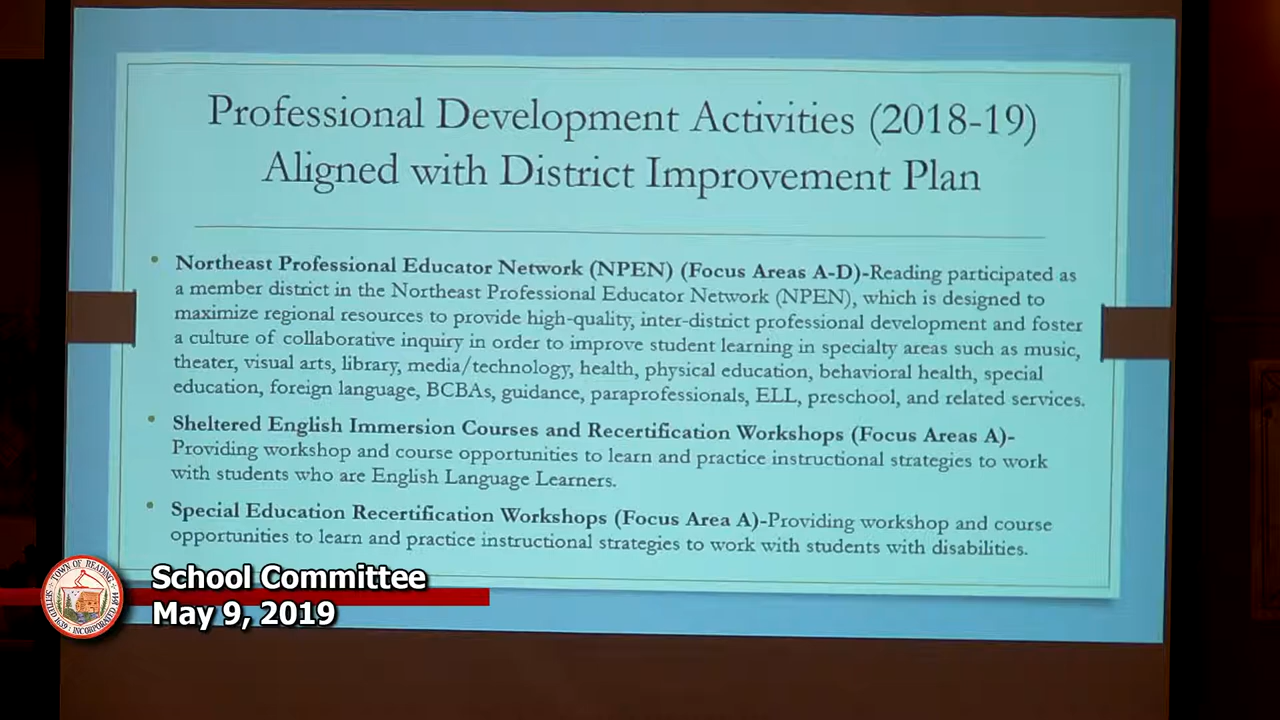 Professional Development Activities (2018-19)
Aligned with District Improvement Plan
• Northeast Professional Educator Network (NPEN) (Focus Areas A-D)-Reading participated as
a member district in the Northeast Professional Educator Network (NPEN), which is designed to
maximize regional resources to provide high-quality, inter-district professional development and foster
a culture of collaborative inquiry in order to improve student learning in specialty areas such as music,
theater, visual arts, library, media/technology, health, physical education, behavioral health, special
education, foreign language, BCBAs, guidance, paraprofessionals, ELL, preschool, and related services.
• Sheltered English Immersion Courses and Recertification Workshops (Focus Areas A)-
Providing workshop and course opportunities to learn and practice instructional strategies to work
with students who are English Language Learners.
• Special Education Recertification Workshops (Focus Area A)-Providing workshop and course
opportunities to learn and practice instructional strategies to work with students with disabilities.
TOWN OF READING
SETTLED 1639 INCORPORATED 1644
School Committee
May 9, 2019